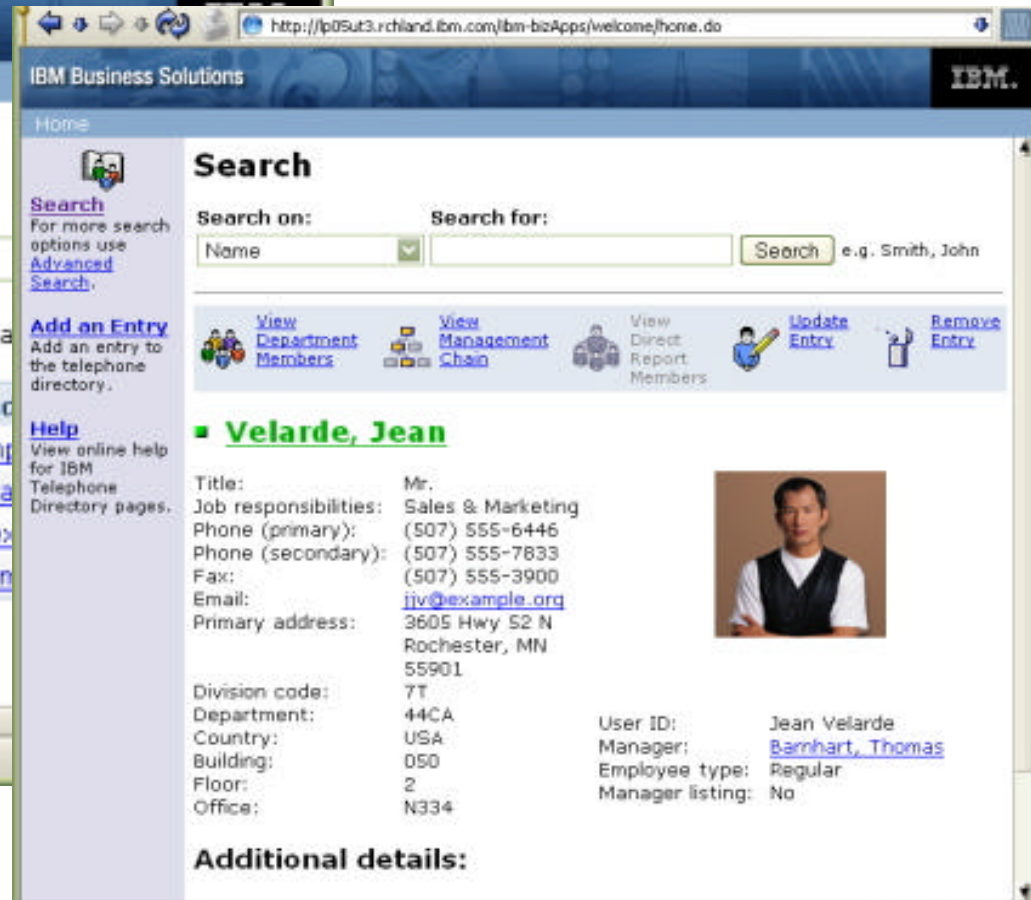 http://lp05ut3.rchland.ibm.com/ibm-bizApps/welcome/home.do
IBM Business Solutions
IBM.
Home
Search
For more search
options use
Advanced
Search.
Add an Entry
Add an entry to
the telephone
directory.
Help
View online help
for IBM
Telephone
Directory pages.
Search
Search on: Search for:
Name Search e.g. Smith, John
View
Department
Members
View
Management
Chain
View
Direct
Report
Members
Update
Entry
Remove
Entry
Velarde, Jean
Title: Mr.
Job responsibilities: Sales & Marketing
Phone (primary): (507) 555-6446
Phone (secondary): (507) 555-7833
Fax: (507) 555-3900
Email: jjv@example.org
Primary address: 3605 Hwy 52 N
Rochester, MN
55901
Division code: 7T
Department: 44CA
Country: USA
Building: 050
Floor: 2
Office: N334
User ID: Jean Velarde
Manager: Barnhart, Thomas
Employee type: Regular
Manager listing: No
Additional details: